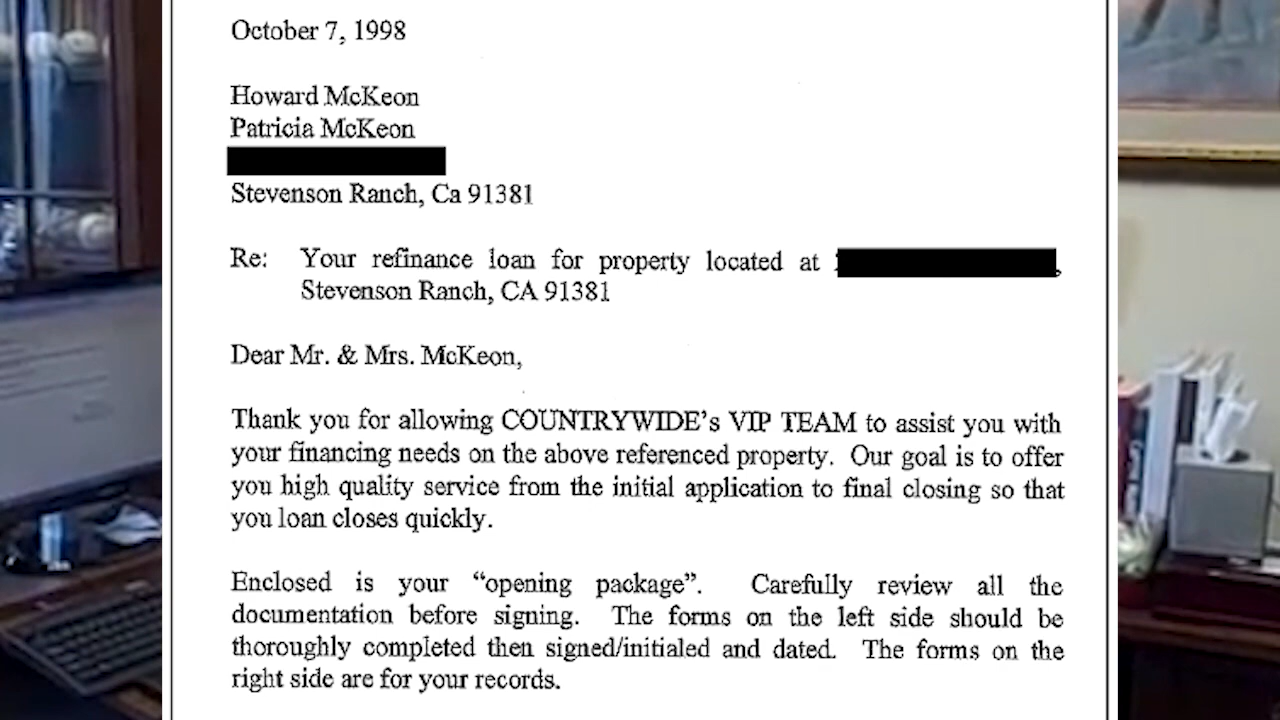 October 7, 1998
Howard McKeon
Patricia McKeon
Stevenson Ranch, Ca 91381
Re: Your refinance loan for property located at
Stevenson Ranch, CA 91381
Dear Mr. & Mrs. McKeon,
Thank you for allowing COUNTRYWIDE's VIP TEAM to assist you with
your financing needs on the above referenced property. Our goal is to offer
you high quality service from the initial application to final closing so that
you loan closes quickly.
Enclosed is your “opening package”. Carefully review all the
documentation before signing. The forms on the left side should be
thoroughly completed then signed/initialed and dated. The forms on the
right side are for your records.